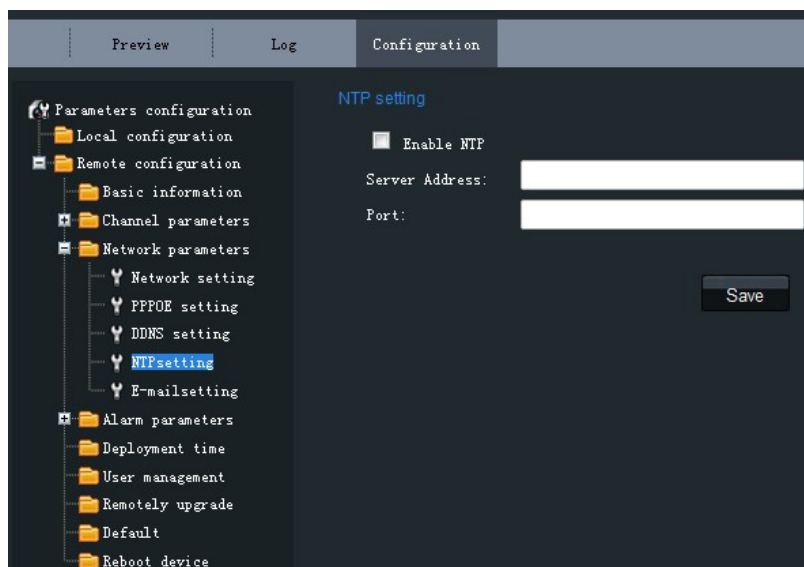 Preview
Log
Configuration
Parameters configuration
Local configuration
Remote configuration
Basic information
Channel parameters
Network parameters
Network setting
PPPOE setting
DDNS setting
NTPsetting
E-mailsetting
Alarm parameters
Deployment time
User management
Remotely upgrade
Default
Reboot device
NTP setting
Enable NTP
Server Address:
Port:
Save